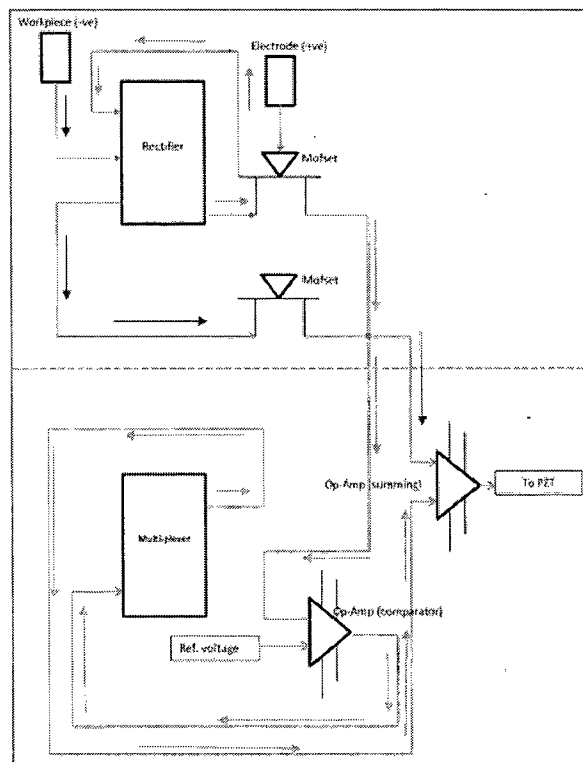 Workpiece (-ve)
Electrode (+ve)
Rectifier
Mofset
Mofset
Op-Amp (summing)
To PZT
Multi-plexer
Op-Amp (comparator)
Ref. voltage